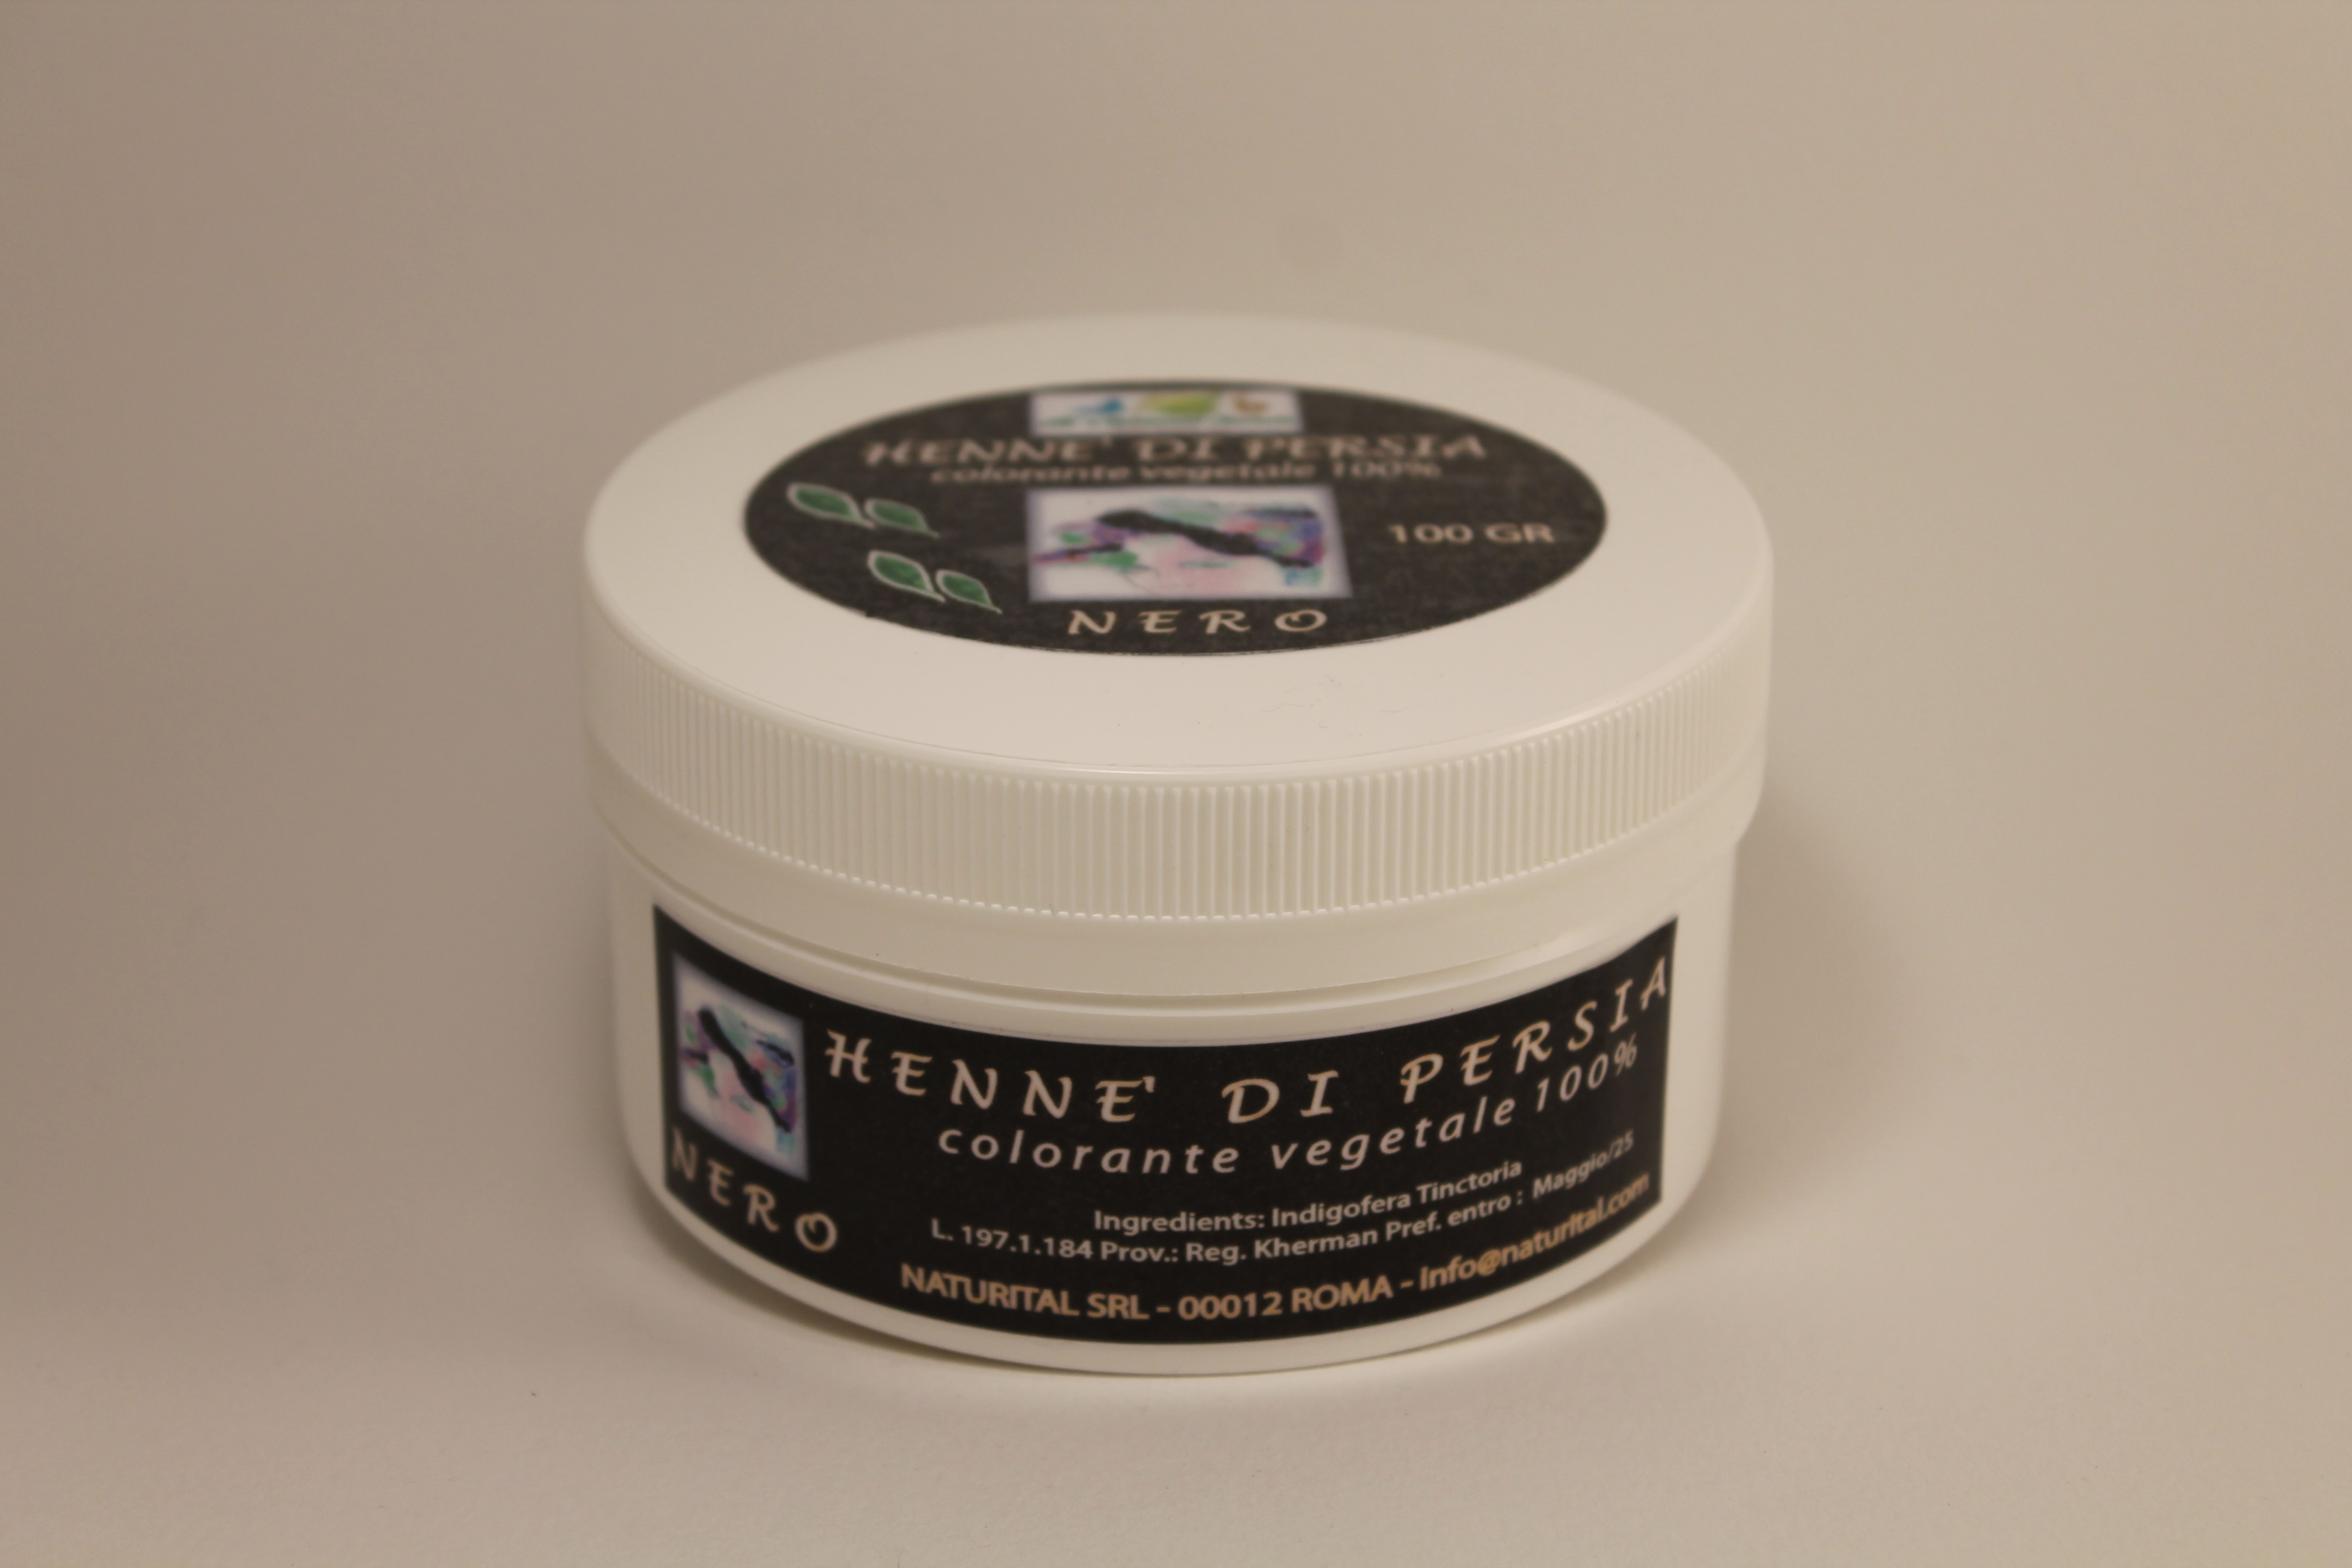 HENNE' DI PERSIA
colorante vegetale 100%
100 GR
NERO
HENNE' DI PERSIA
colorante vegetale 100%
NERO
Ingredients: Indigofera Tinctoria
L. 197.1.184 Prov.: Reg. Kherman Pref. entro : Maggio/25
NATURITAL SRL - 00012 ROMA - Info@naturital.com